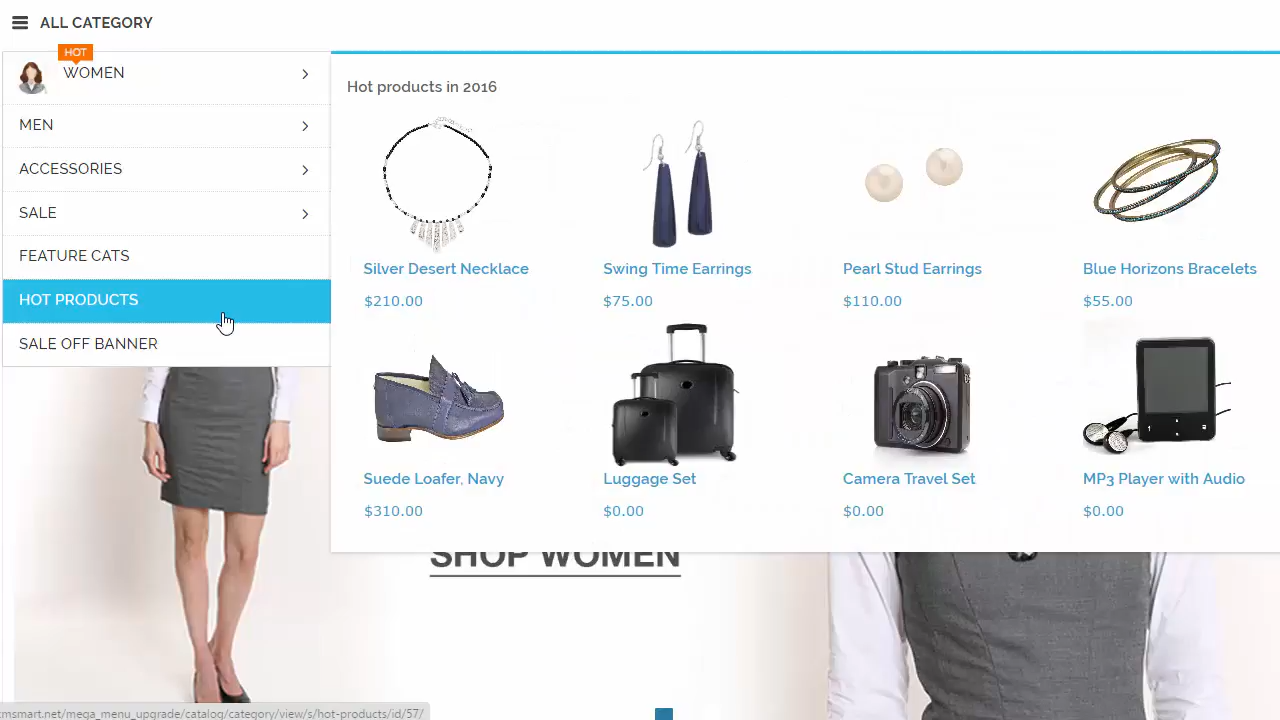 ALL CATEGORY
HOT
WOMEN
MEN
ACCESSORIES
SALE
FEATURE CATS
HOT PRODUCTS
SALE OFF BANNER
Hot products in 2016
Silver Desert Necklace
$210.00
Swing Time Earrings
$75.00
Pearl Stud Earrings
$110.00
Blue Horizons Bracelets
$55.00
Suede Loafer, Navy
$310.00
Luggage Set
$0.00
Camera Travel Set
$0.00
MP3 Player with Audio
$0.00
SHOP WOMEN
cmsmart.net/mega_menu_upgrade/catalog/category/view/s/hot-products/id/57/